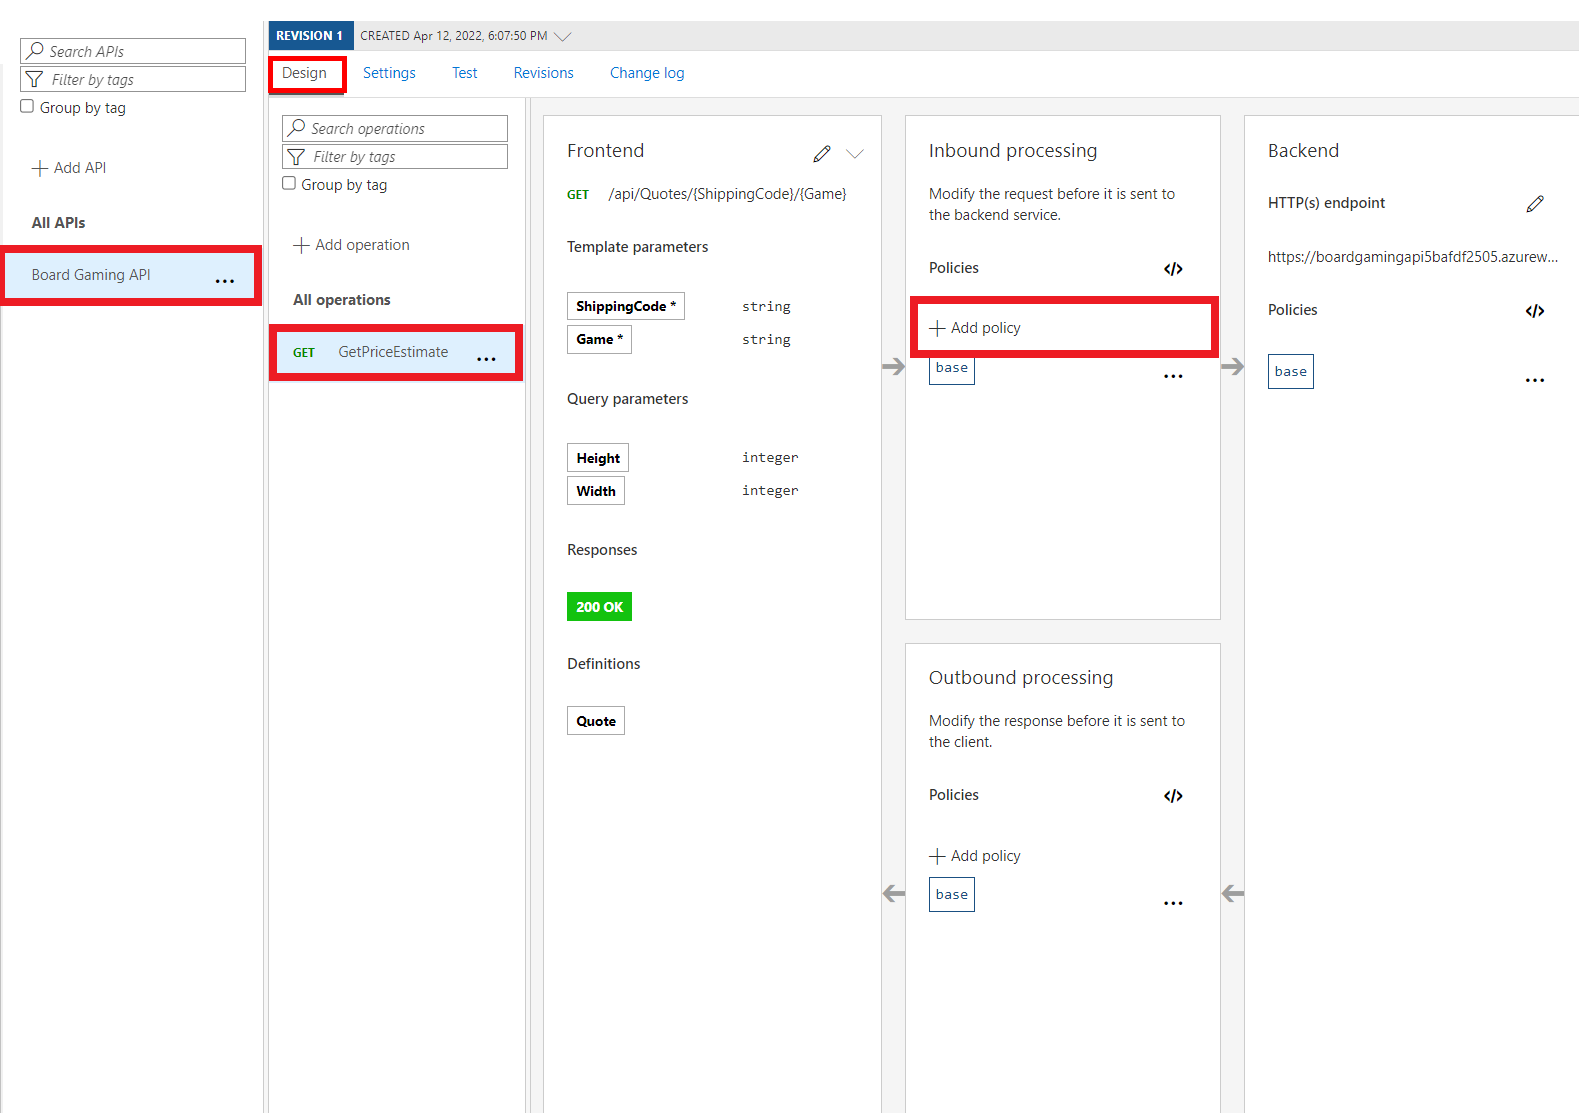 REVISION 1 CREATED Apr 12, 2022, 6:07:50 PM
Search APIs
Filter by tags
Group by tag
Add API
All APIs
Board Gaming API ...
Design Settings Test Revisions Change log
Search operations
Filter by tags
Group by tag
Add operation
All operations
GET GetPriceEstimate ...
Frontend
GET /api/Quotes/{ShippingCode}/{Game}
Template parameters
ShippingCode * string
Game * string
Query parameters
Height integer
Width integer
Responses
200 OK
Definitions
Quote
Inbound processing
Modify the request before it is sent to
the backend service.
Policies </>
+ Add policy
base ...
Outbound processing
Modify the response before it is sent to
the client.
Policies </>
+ Add policy
base ...
Backend
HTTP(s) endpoint
https://boardgamingapi5bafdf2505.azurew...
Policies </>
base ...